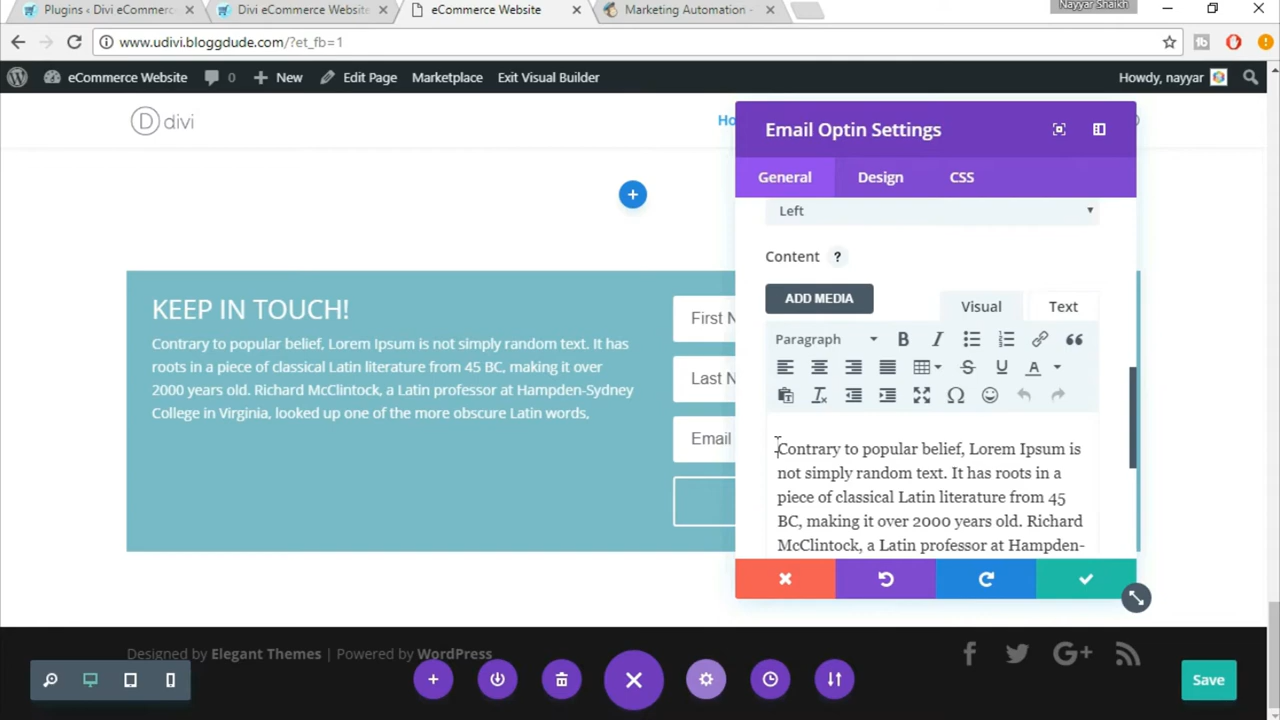 Plugins ‹ Divi eCommerc
Divi eCommerce Website
eCommerce Website
Marketing Automation -
Nayyar Shaikh
www.udivi.bloggdude.com/?et_fb=1
eCommerce Website
0
New
Edit Page
Marketplace
Exit Visual Builder
Howdy, nayyar
D divi
Ho
Email Optin Settings
General
Design
CSS
Left
Content ?
ADD MEDIA
Visual
Text
Paragraph
KEEP IN TOUCH!
Contrary to popular belief, Lorem Ipsum is not simply random text. It has
roots in a piece of classical Latin literature from 45 BC, making it over
2000 years old. Richard McClintock, a Latin professor at Hampden-Sydney
College in Virginia, looked up one of the more obscure Latin words,
First N
Last N
Email
Contrary to popular belief, Lorem Ipsum is
not simply random text. It has roots in a
piece of classical Latin literature from 45
BC, making it over 2000 years old. Richard
McClintock, a Latin professor at Hampden-
Designed by Elegant Themes | Powered by WordPress
Save